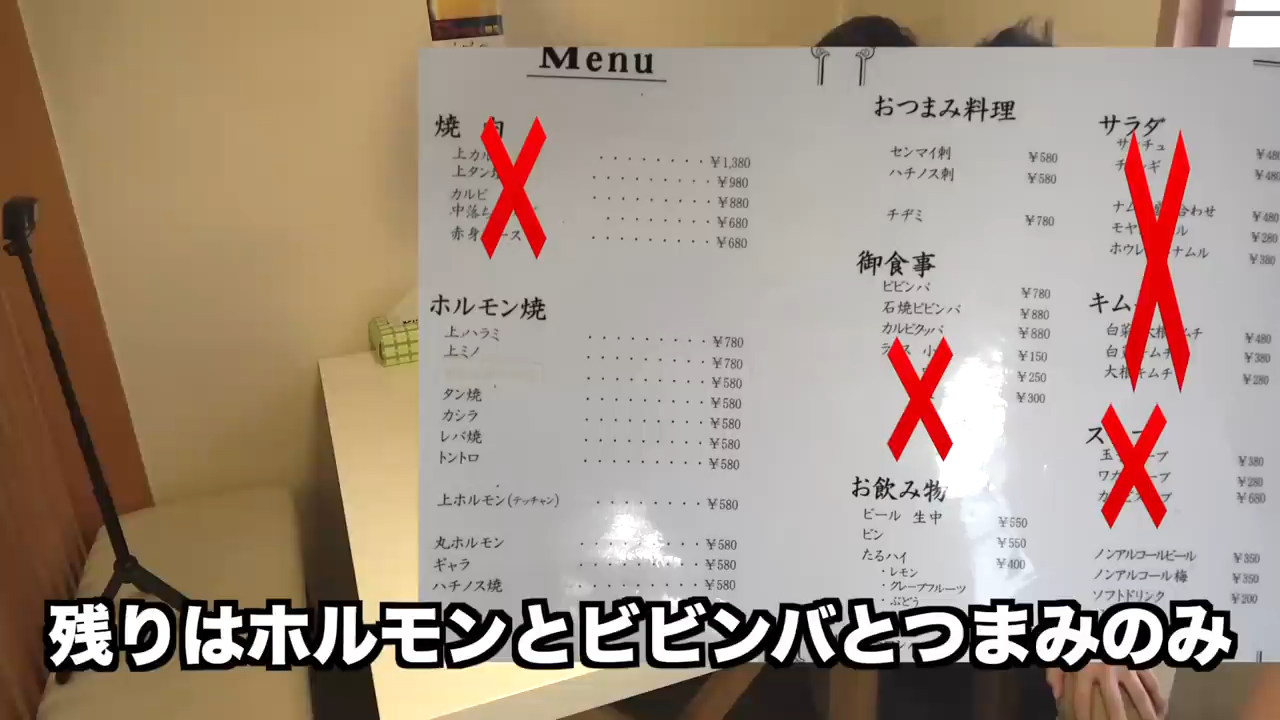 Menu
焼 肉
¥1,380
¥980
カルビ ¥880
¥680
¥680
ホルモン焼
上ハラミ ¥780
上ミノ ¥780
¥580
タン焼 ¥580
カシラ ¥580
レバ焼 ¥580
トントロ ¥580
上ホルモン(テッチャン) ¥580
丸ホルモン ¥580
ギャラ ¥580
ハチノス焼 ¥580
おつまみ料理
センマイ刺 ¥580
ハチノス刺 ¥580
チヂミ ¥780
御食事
ビビンバ ¥780
石焼ビビンバ ¥880
カルビクッパ ¥880
¥150
¥250
¥300
お飲み物
ビール 生中 ¥550
ビン ¥550
たるハイ ¥400
・レモン
・グレープフルーツ
・ぶどう
サラダ
¥480
¥480
¥480
¥280
¥380
キム
¥480
¥380
大根キムチ ¥280
¥380
¥280
¥680
ノンアルコールビール ¥350
ノンアルコール梅 ¥350
ソフトドリンク ¥200
残りはホルモンとビビンバとつまみのみ